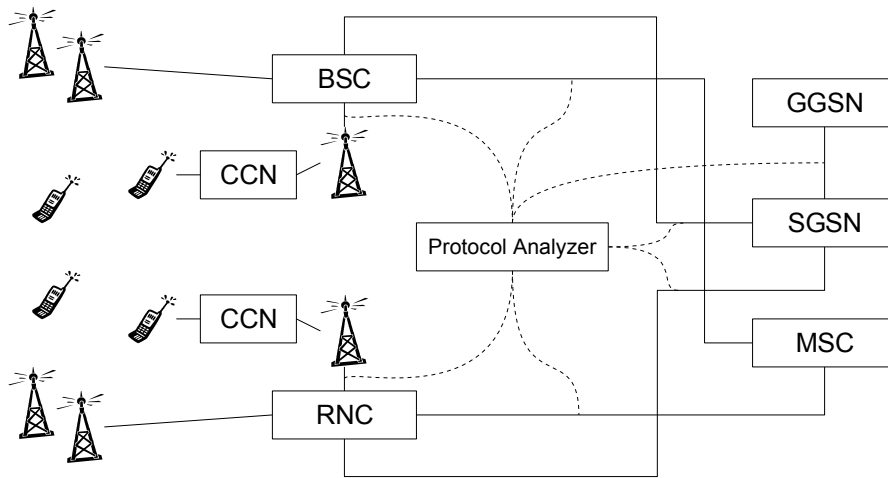 BSC
GGSN
CCN
SGSN
Protocol Analyzer
CCN
MSC
RNC